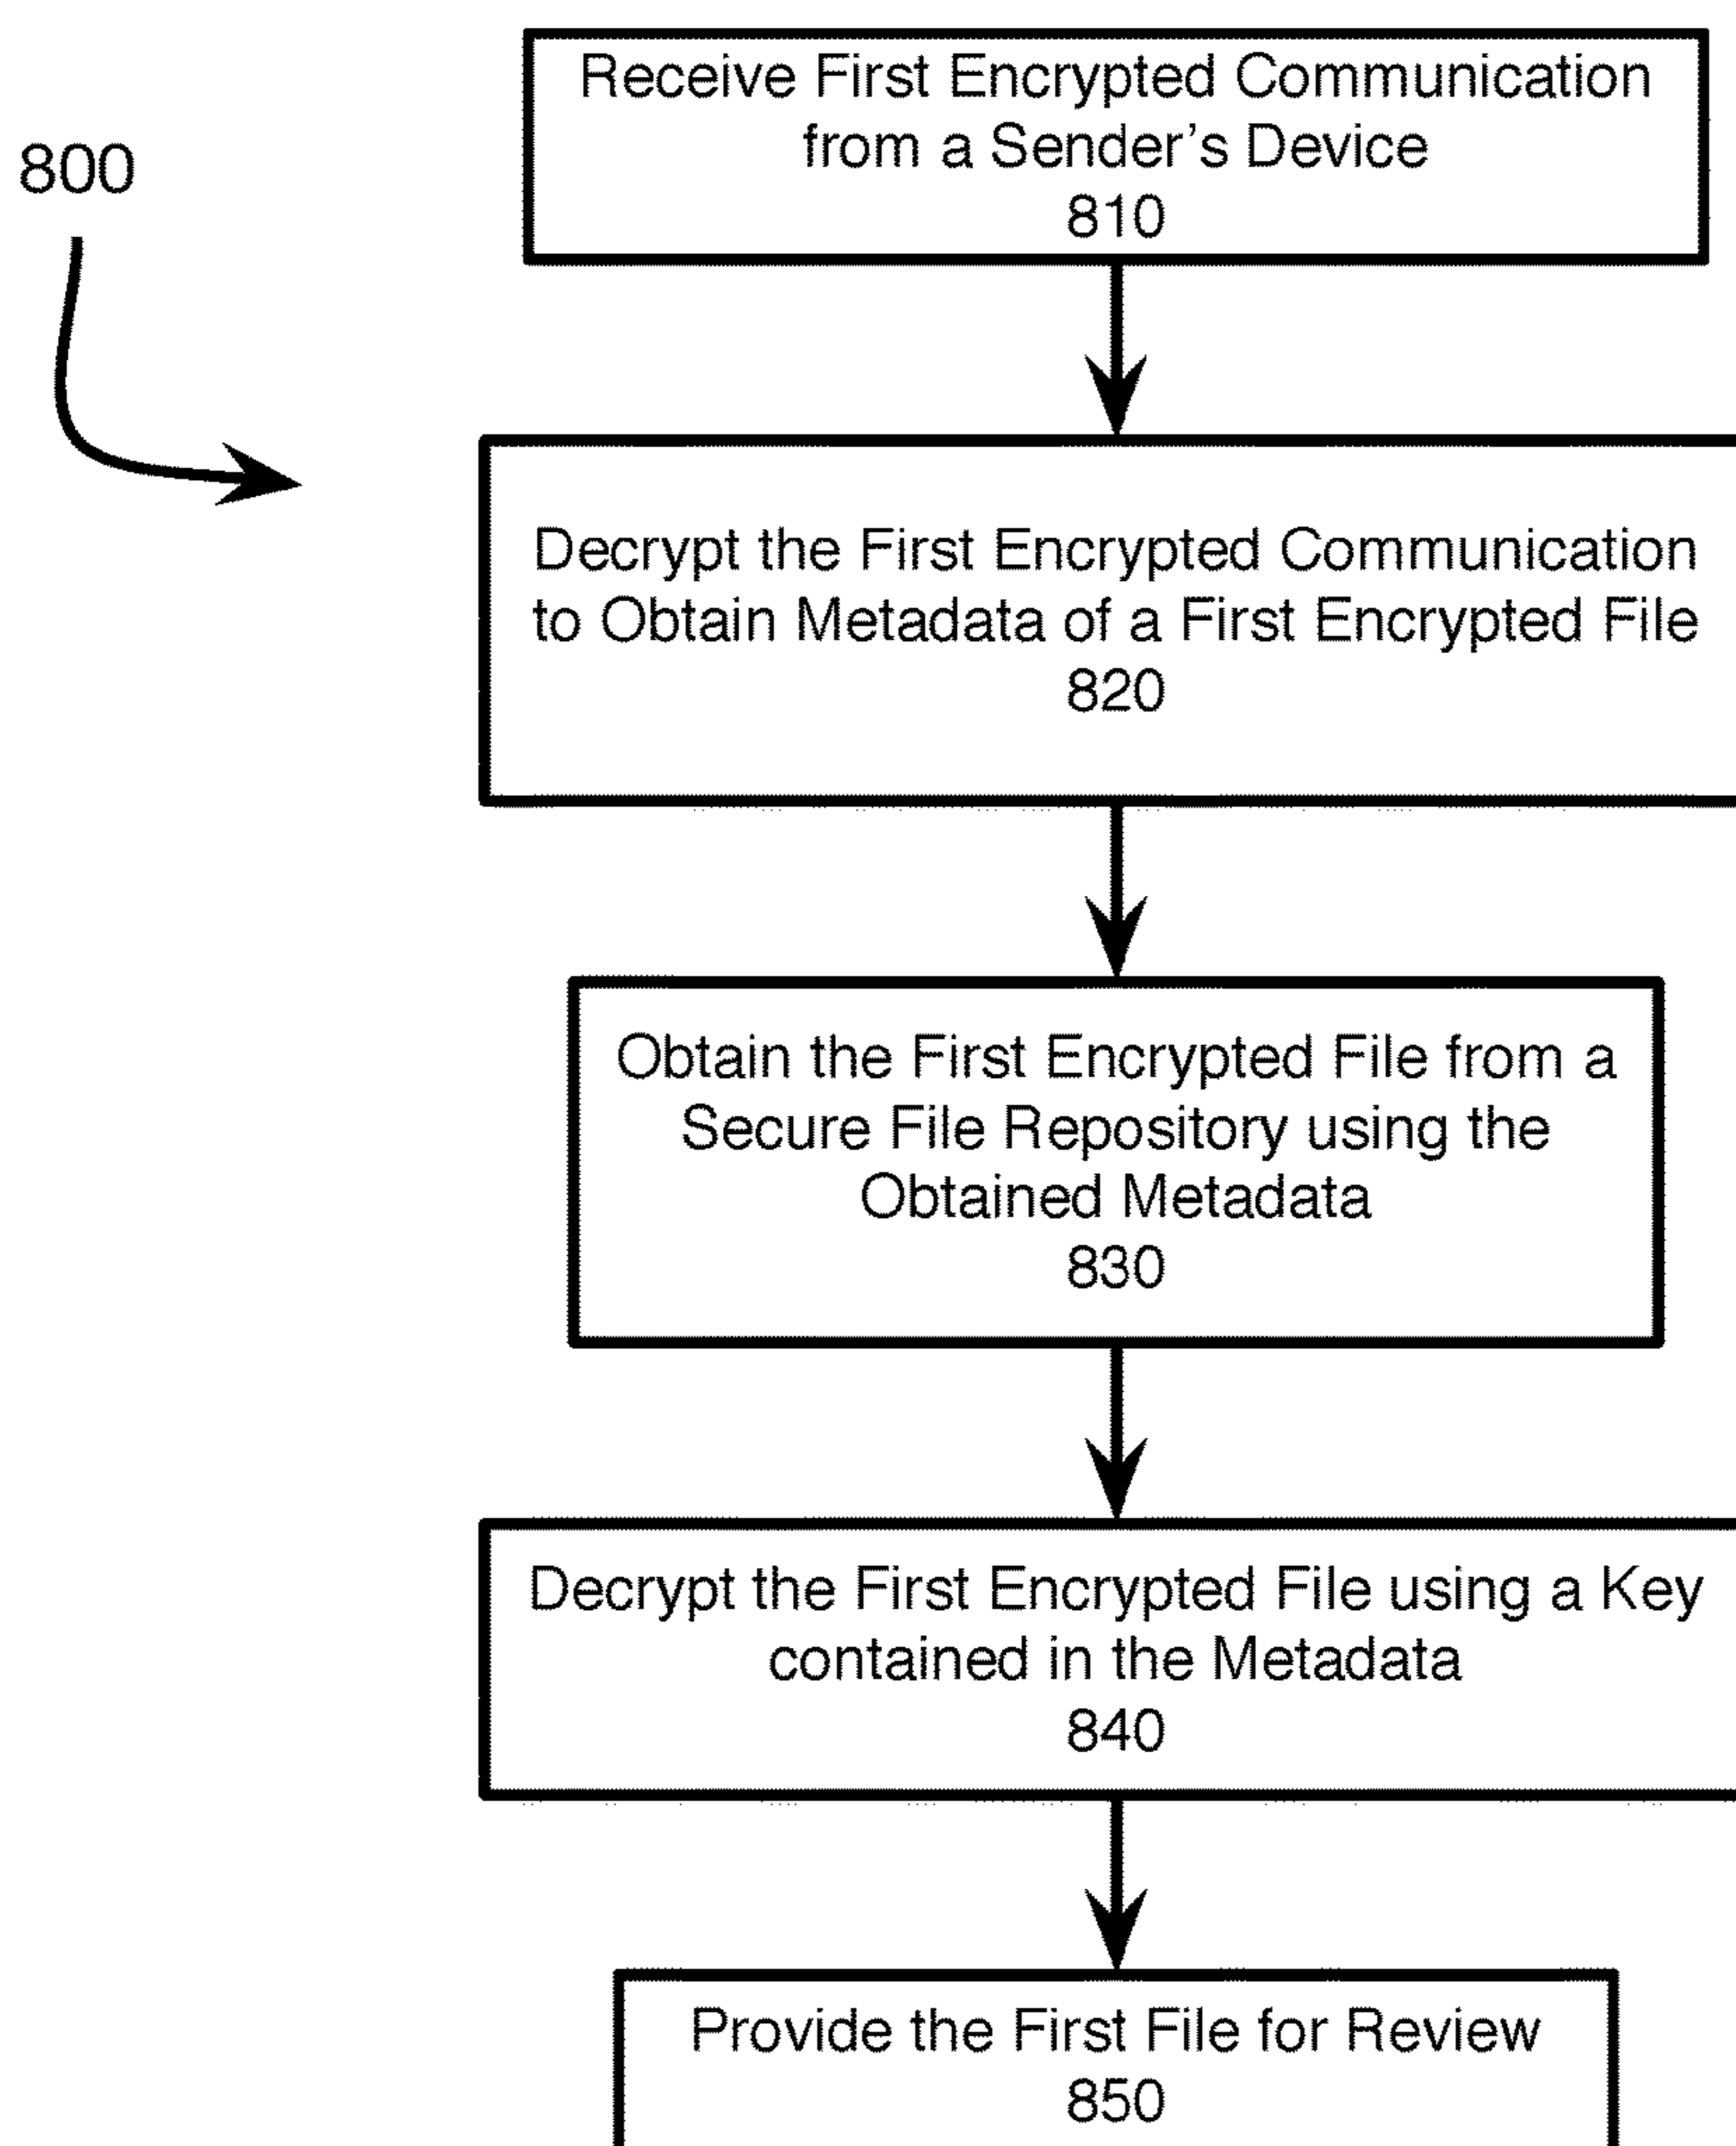 800
Receive First Encrypted Communication
from a Sender's Device
810
Decrypt the First Encrypted Communication
to Obtain Metadata of a First Encrypted File
820
Obtain the First Encrypted File from a
Secure File Repository using the
Obtained Metadata
830
Decrypt the First Encrypted File using a Key
contained in the Metadata
840
Provide the First File for Review
850